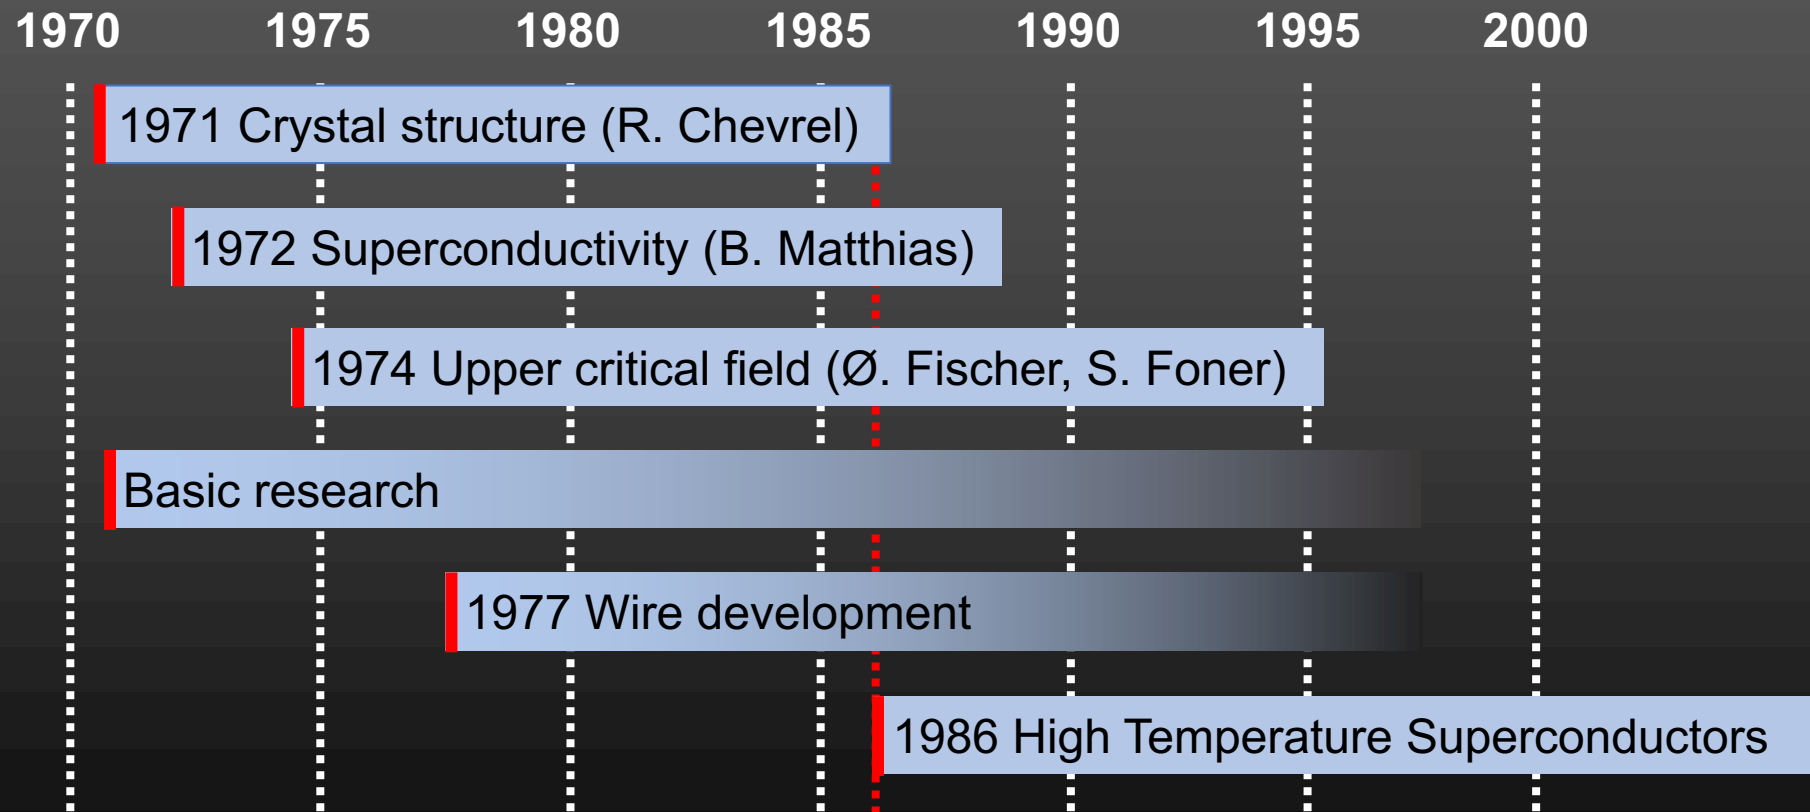 1970 1975 1980 1985 1990 1995 2000
1971 Crystal structure (R. Chevrel)
1972 Superconductivity (B. Matthias)
1974 Upper critical field (Ø. Fischer, S. Foner)
Basic research
1977 Wire development
1986 High Temperature Superconductors